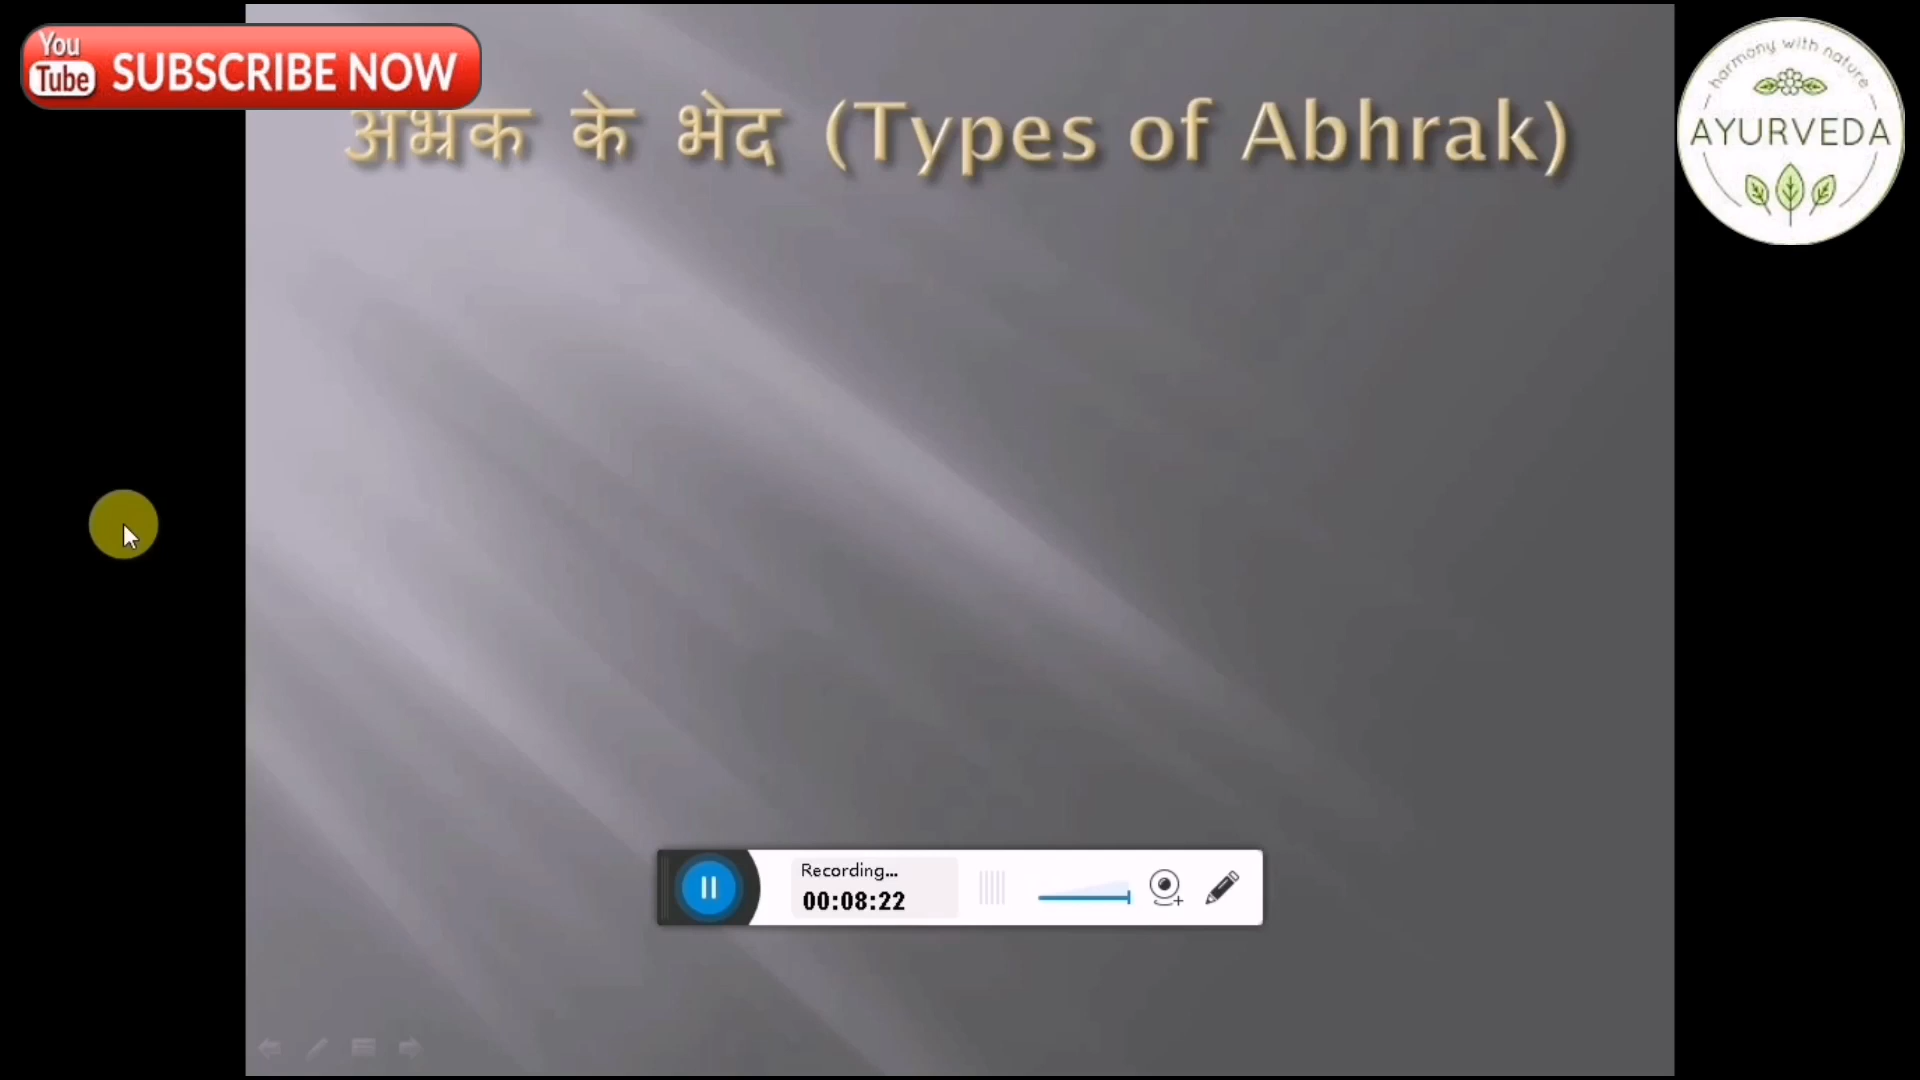 You
Tube SUBSCRIBE NOW
अभ्रक के भेद (Types of Abhrak)
harmony with nature
AYURVEDA
Recording...
00:08:22